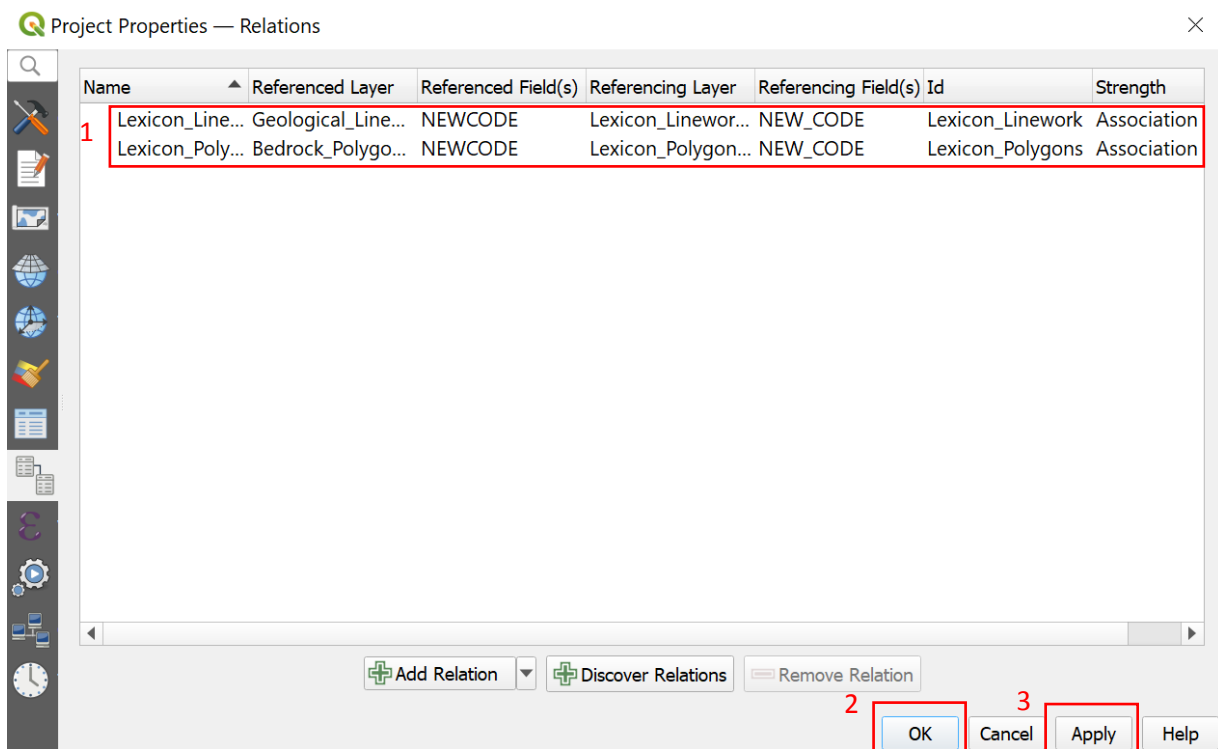 Project Properties — Relations
Name Referenced Layer Referenced Field(s) Referencing Layer Referencing Field(s) Id Strength
1
Lexicon_Line... Geological_Line... NEWCODE Lexicon_Linewor... NEW_CODE Lexicon_Linework Association
Lexicon_Poly... Bedrock_Polygo... NEWCODE Lexicon_Polygon... NEW_CODE Lexicon_Polygons Association
Add Relation Discover Relations Remove Relation
2 3
OK Cancel Apply Help